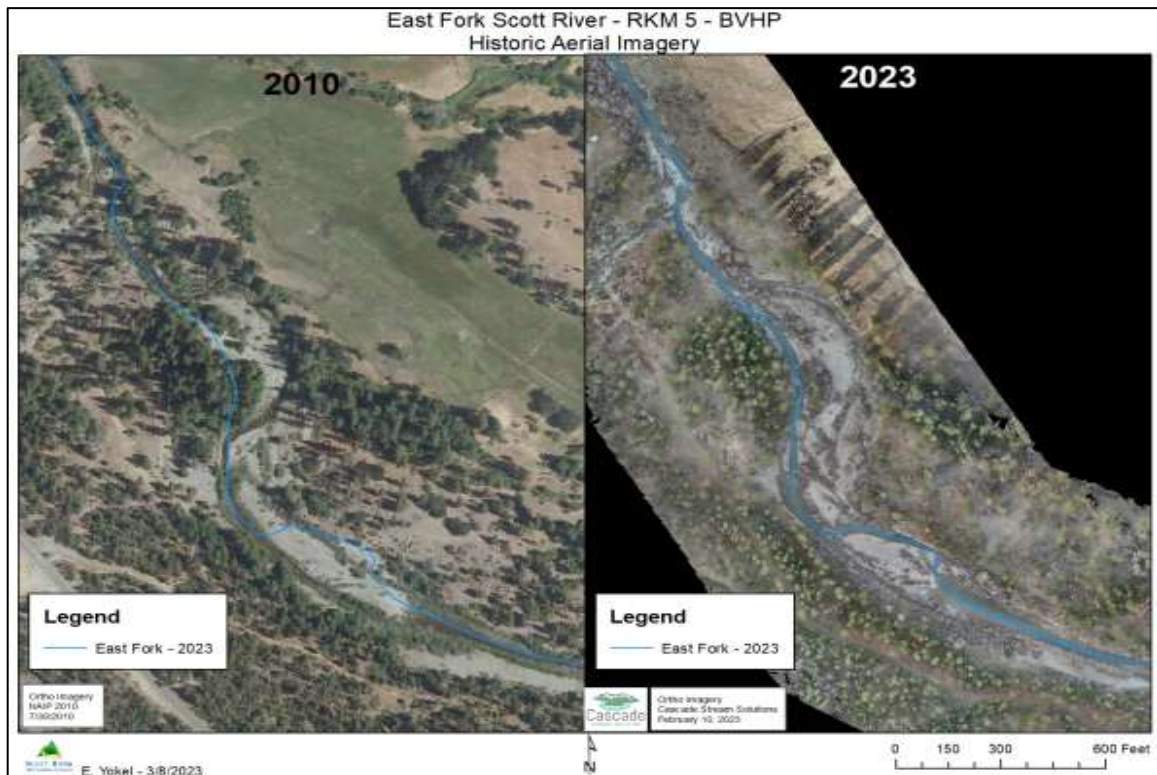 East Fork Scott River - RKM 5 - BVHP
Historic Aerial Imagery
2010
2023
Legend
East Fork - 2023
Legend
East Fork - 2023
Ortho Imagery
NAIP 2010
Cascade
Ortho Imagery
Cascade Stream Solutions
February 10, 2023
SCOTT RIVER
E. Yokel - 3/8/2023
N
0 150 300 600 Feet